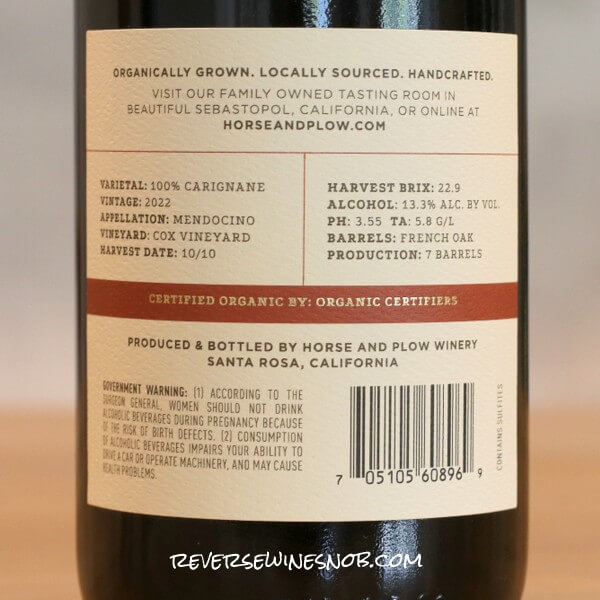 ORGANICALLY GROWN. LOCALLY SOURCED. HANDCRAFTED.
VISIT OUR FAMILY OWNED TASTING ROOM IN
BEAUTIFUL SEBASTOPOL, CALIFORNIA, OR ONLINE AT
HORSEANDPLOW.COM
VARIETAL: 100% CARIGNANE
VINTAGE: 2022
APPELLATION: MENDOCINO
VINEYARD: COX VINEYARD
HARVEST DATE: 10/10
HARVEST BRIX: 22.9
ALCOHOL: 13.3% ALC. BY VOL.
PH: 3.55 TA: 5.8 G/L
BARRELS: FRENCH OAK
PRODUCTION: 7 BARRELS
CERTIFIED ORGANIC BY: ORGANIC CERTIFIERS
PRODUCED & BOTTLED BY HORSE AND PLOW WINERY
SANTA ROSA, CALIFORNIA
GOVERNMENT WARNING: (1) ACCORDING TO THE
SURGEON GENERAL, WOMEN SHOULD NOT DRINK
ALCOHOLIC BEVERAGES DURING PREGNANCY BECAUSE
OF THE RISK OF BIRTH DEFECTS. (2) CONSUMPTION
OF ALCOHOLIC BEVERAGES IMPAIRS YOUR ABILITY TO
DRIVE A CAR OR OPERATE MACHINERY, AND MAY CAUSE
HEALTH PROBLEMS.
7 05105 60896 9
CONTAINS SULFITES
REVERSEWINESNOB.COM